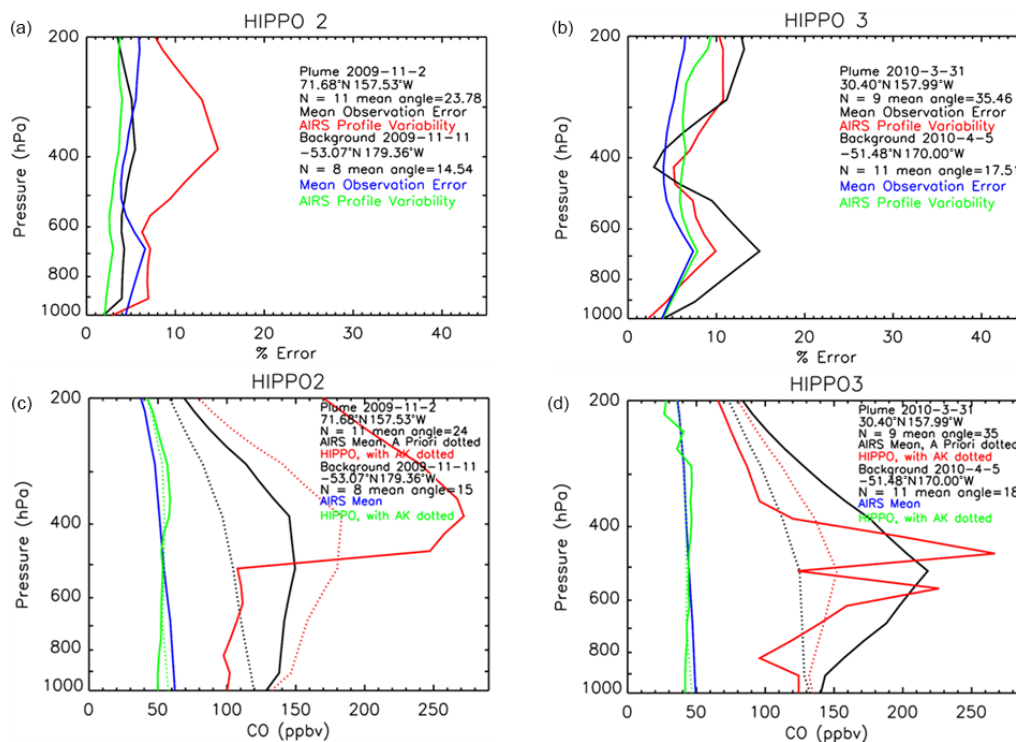 (a)
HIPPO 2
200
400
600
800
1000
Pressure (hPa)
0
10
20
30
40
% Error
Plume 2009-11-2
71.68°N 157.53°W
N = 11 mean angle=23.78
Mean Observation Error
AIRS Profile Variability
Background 2009-11-11
-53.07°N 179.36°W
N = 8 mean angle=14.54
Mean Observation Error
AIRS Profile Variability
(b)
HIPPO 3
200
400
600
800
1000
Pressure (hPa)
0
10
20
30
40
% Error
Plume 2010-3-31
30.40°N 157.99°W
N = 9 mean angle=35.46
Mean Observation Error
AIRS Profile Variability
Background 2010-4-5
-51.48°N 170.00°W
N = 11 mean angle=17.51
Mean Observation Error
AIRS Profile Variability
(c)
HIPPO2
200
400
600
800
1000
Pressure (hPa)
0
50
100
150
200
250
CO (ppbv)
Plume 2009-11-2
71.68°N 157.53°W
N = 11 mean angle=24
AIRS Mean, A Priori dotted
HIPPO, with AK dotted
Background 2009-11-11
-53.07°N 179.36°W
N = 8 mean angle=15
AIRS Mean
HIPPO, with AK dotted
(d)
HIPPO3
200
400
600
800
1000
Pressure (hPa)
0
50
100
150
200
250
CO (ppbv)
Plume 2010-3-31
30.40°N 157.99°W
N = 9 mean angle=35
AIRS Mean, A Priori dotted
HIPPO, with AK dotted
Background 2010-4-5
-51.48°N 170.00°W
N = 11 mean angle=18
AIRS Mean
HIPPO, with AK dotted